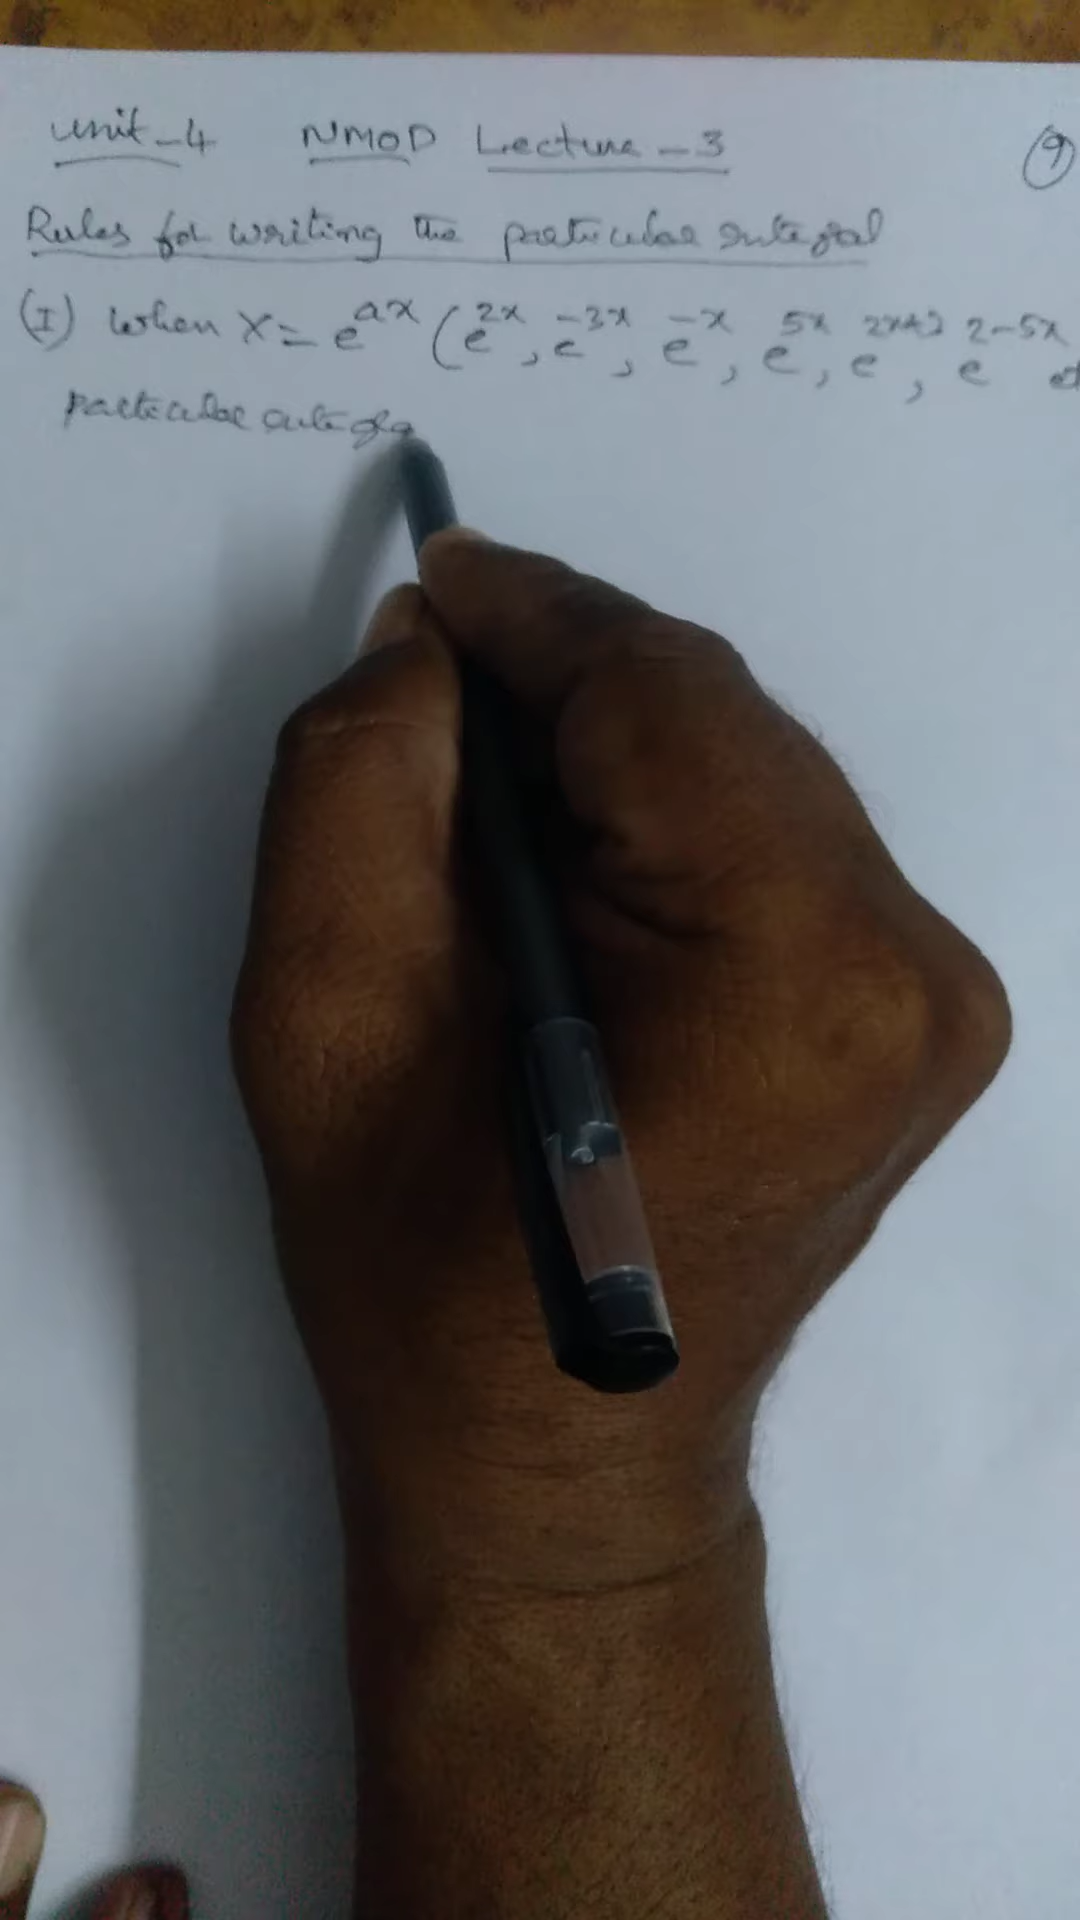 Unit-4 NMOD Lecture-3 (9)
Rules for writing the particular integral
(I) When X = e^{ax} (e^{2x}, e^{-3x}, e^{-x}, e^{5x}, e^{2x+3}, e^{2-5x}
particular integra